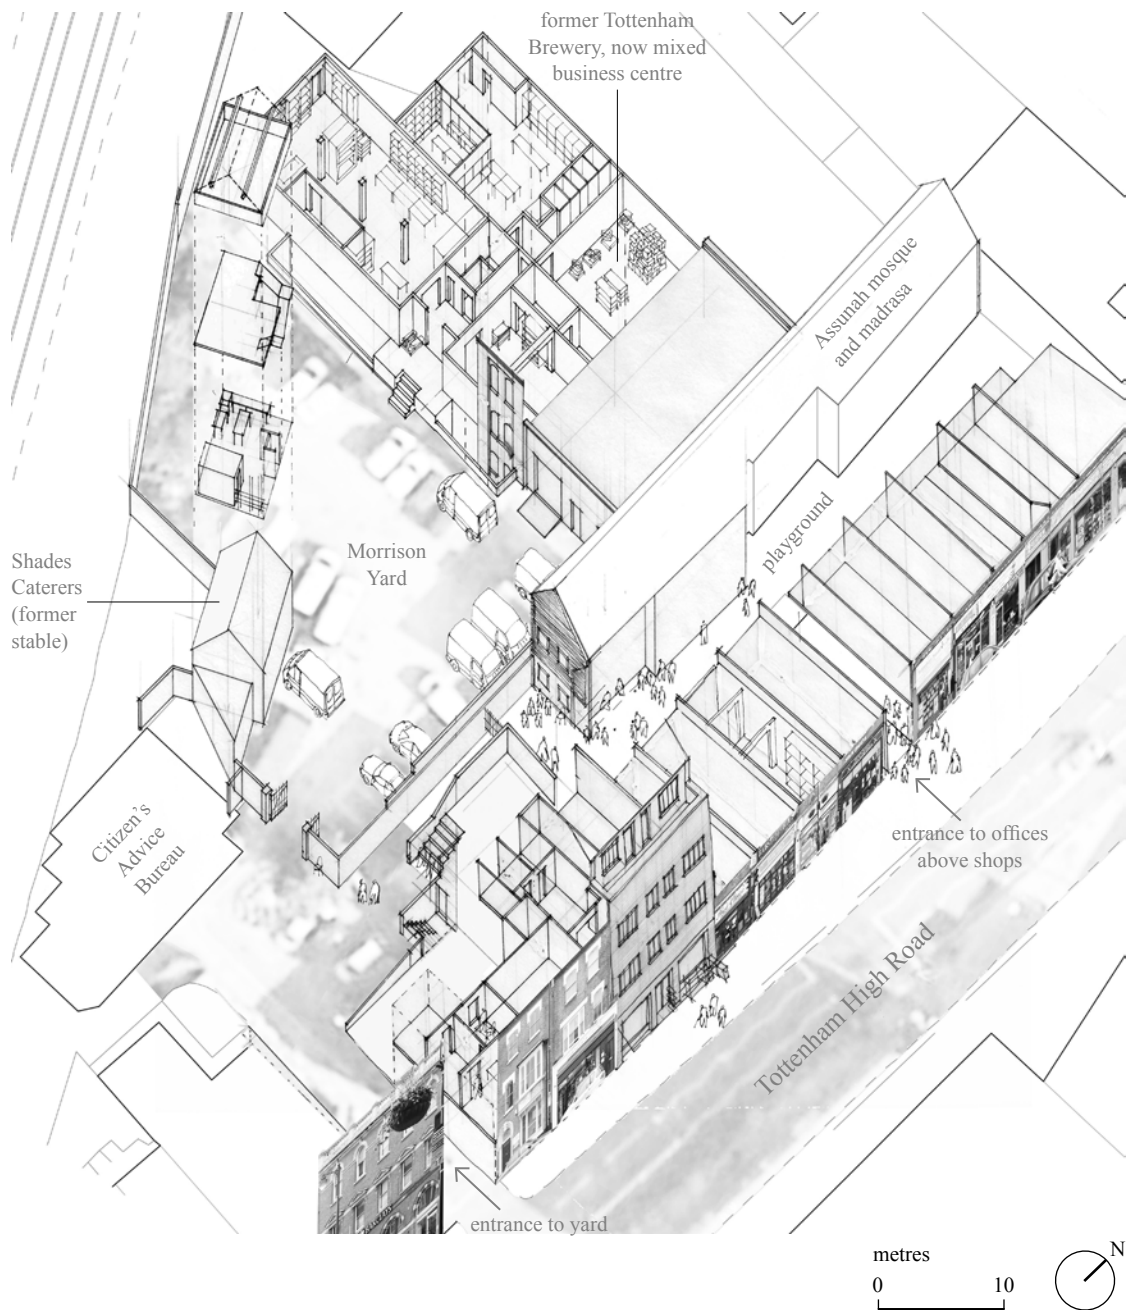 former Tottenham
Brewery, now mixed
business centre
Assunah mosque
and madrasa
playground
Morrison
Yard
Shades
Caterers
(former
stable)
Citizen’s
Advice
Bureau
entrance to offices
above shops
Tottenham High Road
entrance to yard
metres
0
10
N